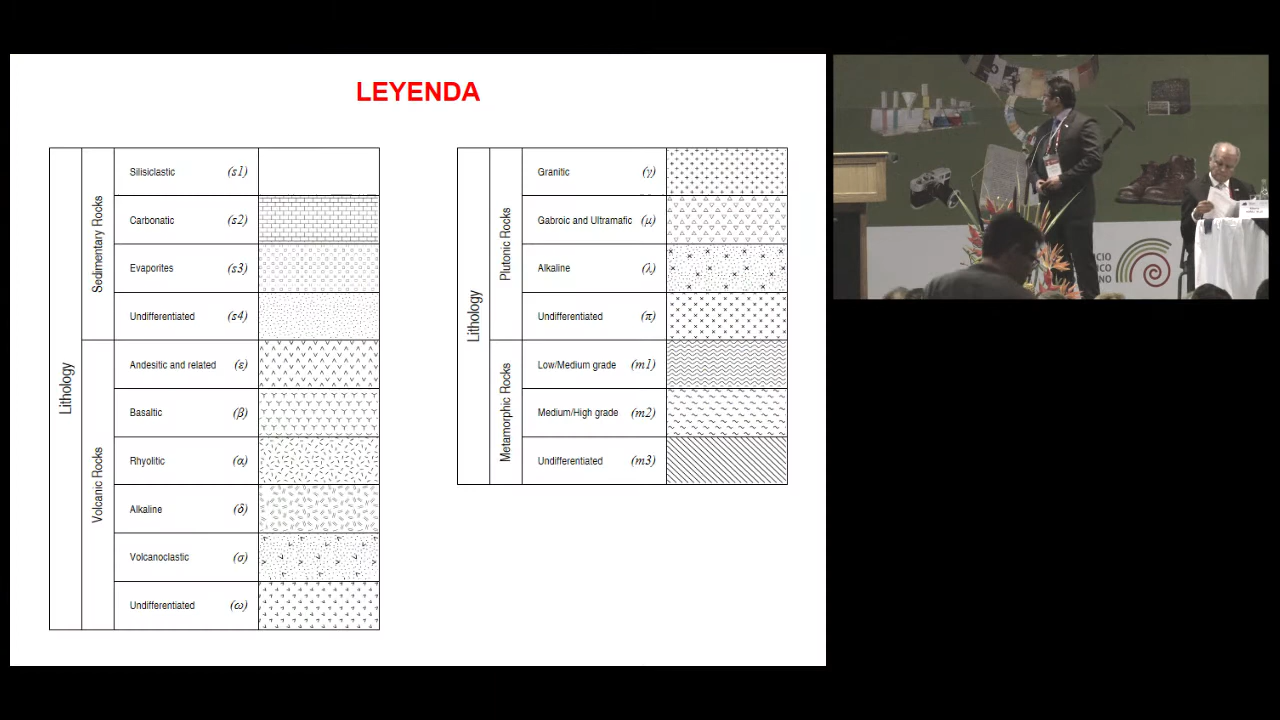 LEYENDA
Lithology
Sedimentary Rocks
Silisiclastic (s1)
Carbonatic (s2)
Evaporites (s3)
Undifferentiated (s4)
Volcanic Rocks
Andesitic and related (ε)
Basaltic (β)
Rhyolitic (α)
Alkaline (δ)
Volcanoclastic (σ)
Undifferentiated (ω)
Lithology
Plutonic Rocks
Granitic (γ)
Gabroic and Ultramafic (μ)
Alkaline (λ)
Undifferentiated (π)
Metamorphic Rocks
Low/Medium grade (m1)
Medium/High grade (m2)
Undifferentiated (m3)